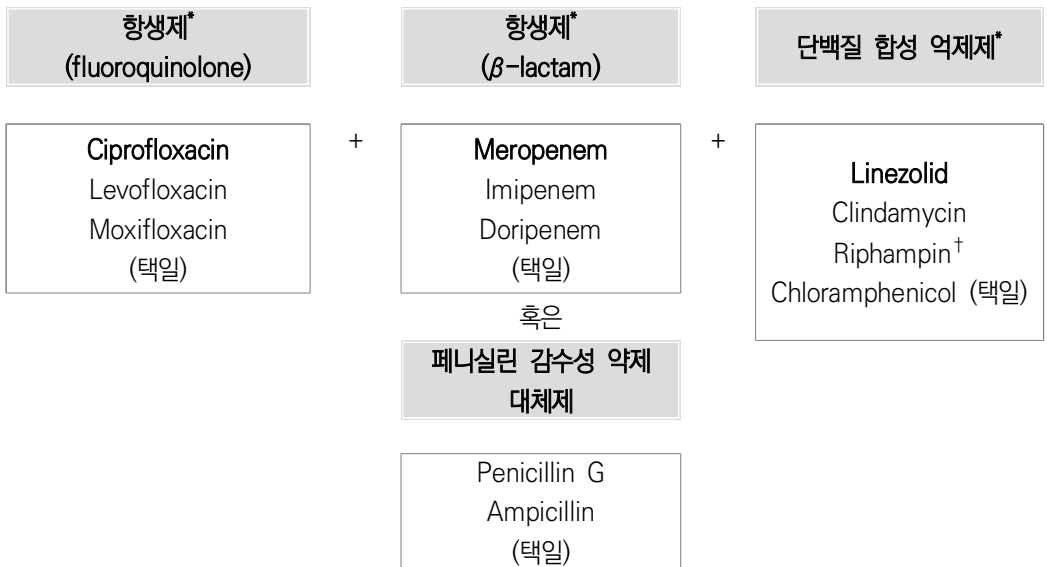 항생제*
(fluoroquinolone)
Ciprofloxacin
Levofloxacin
Moxifloxacin
(택일)
+
항생제*
(β-lactam)
Meropenem
Imipenem
Doripenem
(택일)
혹은
페니실린 감수성 약제
대체제
Penicillin G
Ampicillin
(택일)
+
단백질 합성 억제제*
Linezolid
Clindamycin
Riphampin†
Chloramphenicol (택일)